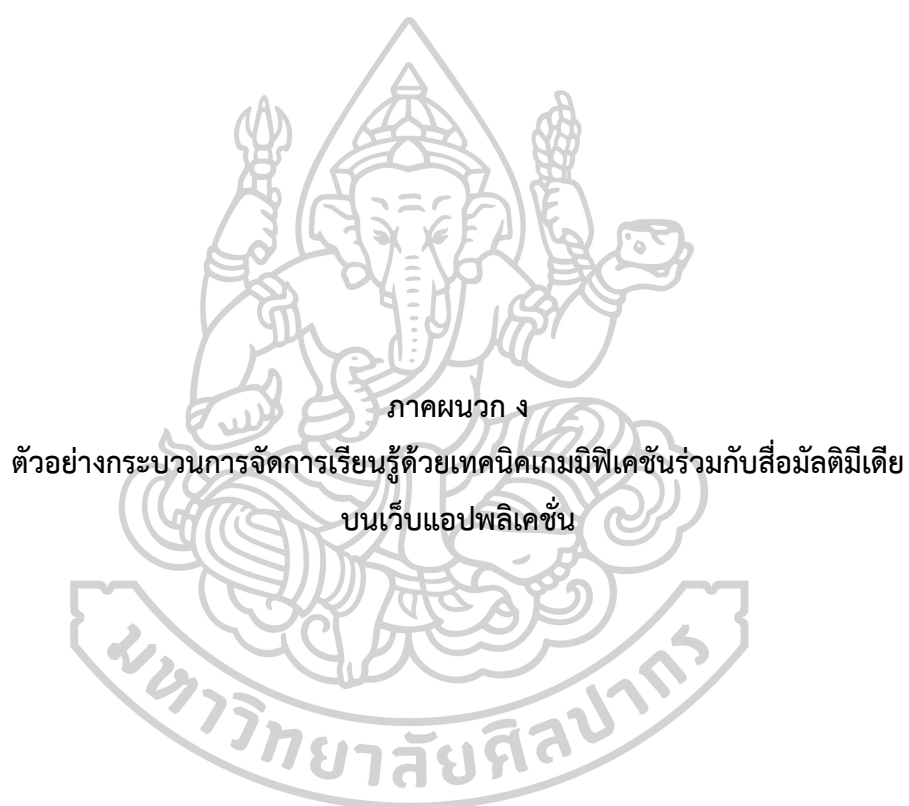 ภาคผนวก ง
ตัวอย่างกระบวนการจัดการเรียนรู้ด้วยเทคนิคเกมมิฟิเคชันร่วมกับสื่อมัลติมีเดีย
บนเว็บแอปพลิเคชั่น
มหาวิทยาลัยศิลปากร